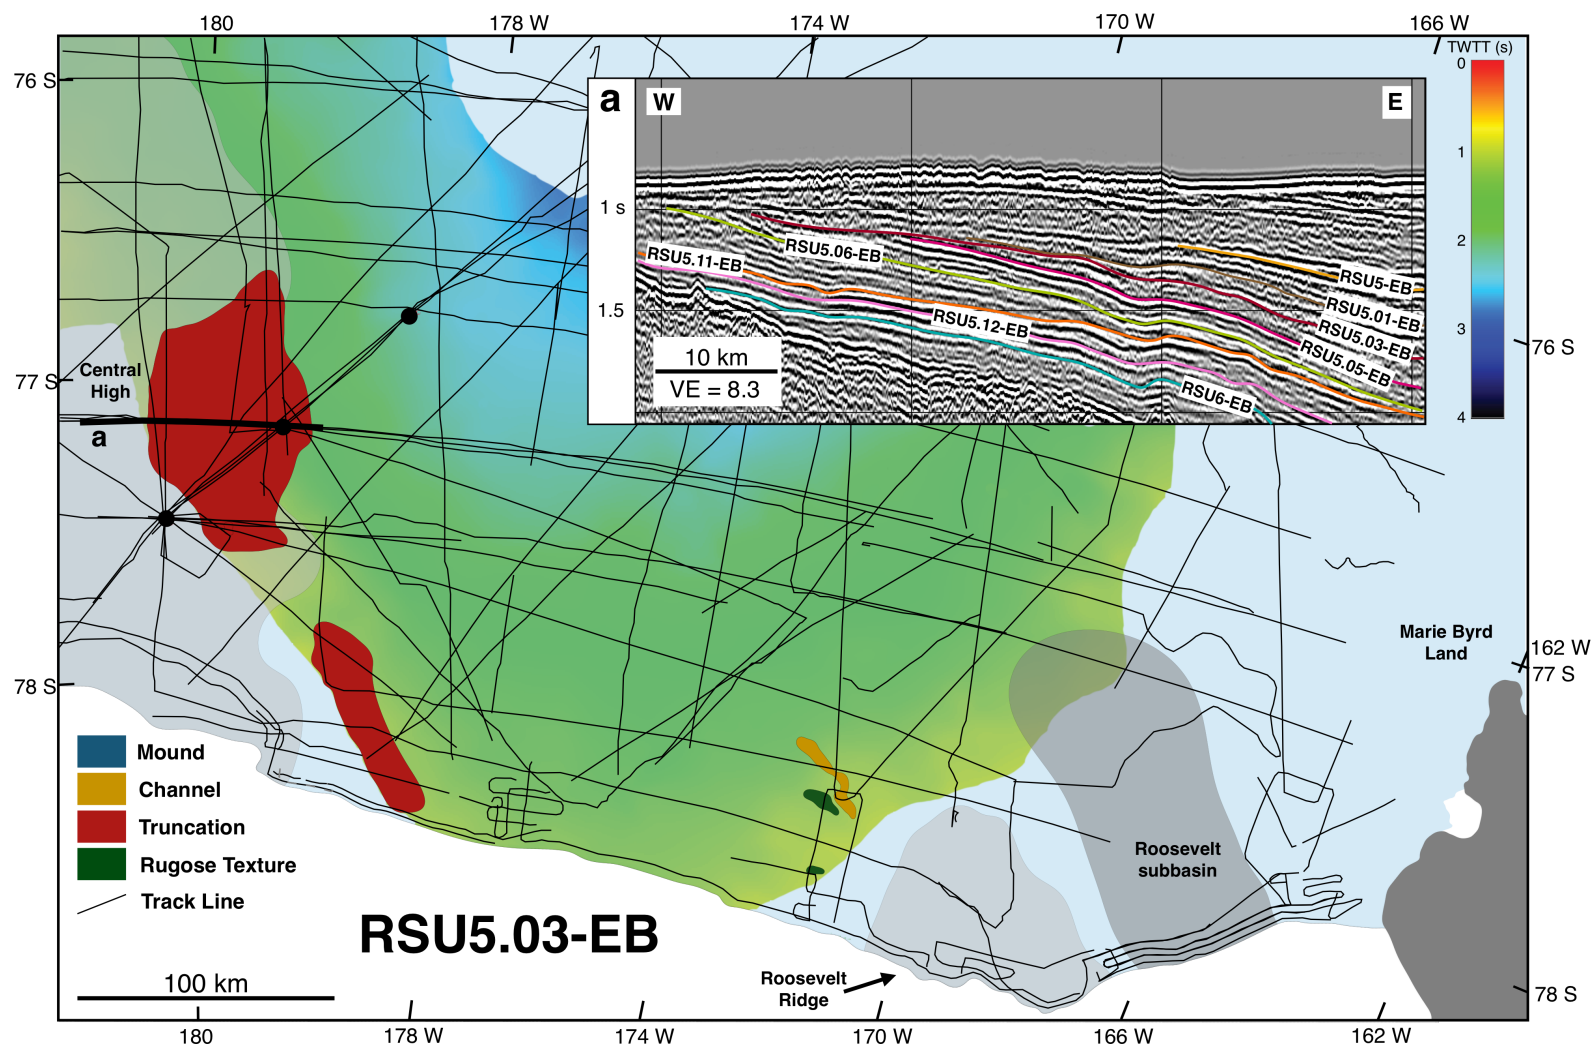 180
178 W
174 W
170 W
166 W
76 S
77 S
78 S
TWTT (s)
0
1
2
3
4
a
W
E
1 s
1.5
RSU5.11-EB
RSU5.06-EB
RSU5.12-EB
RSU5-EB
RSU5.01-EB
RSU5.03-EB
RSU5.05-EB
RSU6-EB
10 km
VE = 8.3
76 S
Central
High
a
Marie Byrd
Land
162 W
77 S
Mound
Channel
Truncation
Rugose Texture
Track Line
Roosevelt
subbasin
RSU5.03-EB
Roosevelt
Ridge
100 km
78 S
180
178 W
174 W
170 W
166 W
162 W